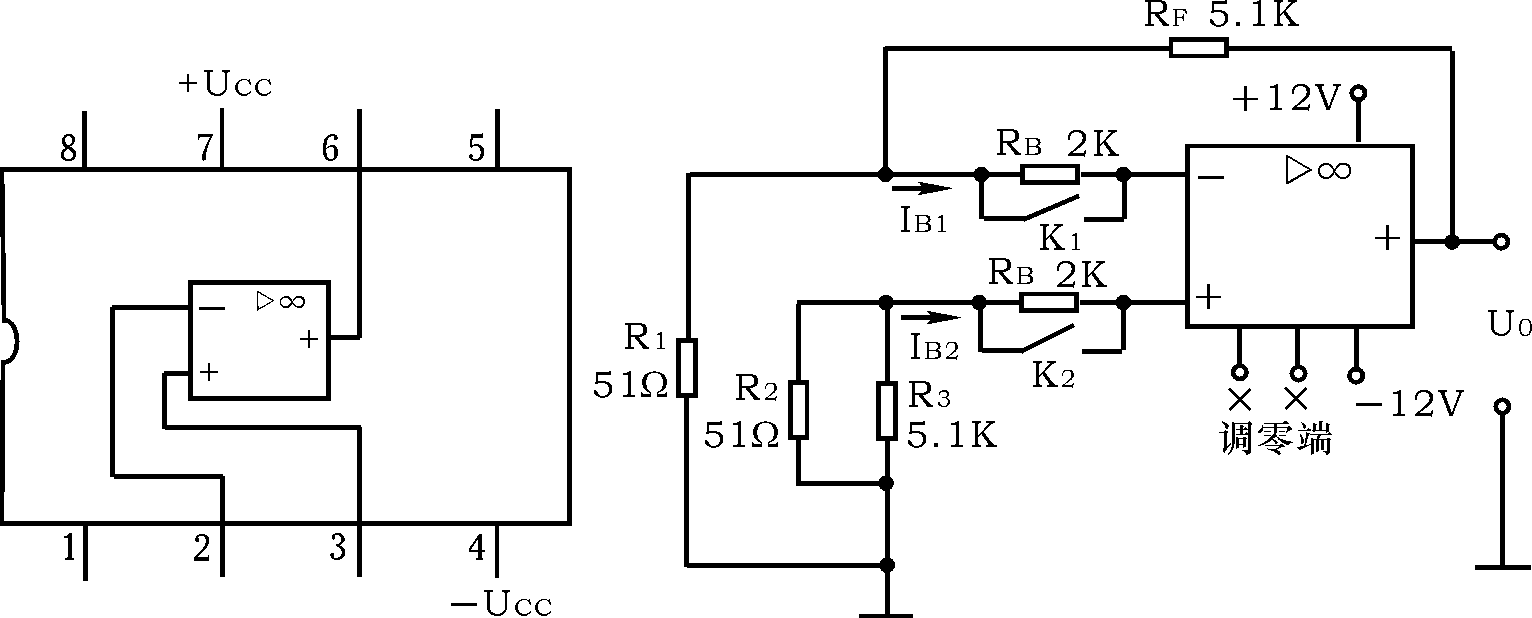 +UCC
8 7 6 5
▷∞
−
+
+
1 2 3 4
−UCC
RF 5.1K
+12V
RB 2K
▷∞
−
IB1
K1
+
RB 2K
+
IB2
K2
U0
R1
51Ω
R2
51Ω
R3
5.1K
× ×
−12V
调零端